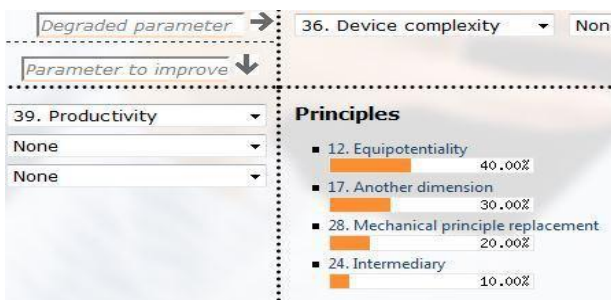 Degraded parameter
36. Device complexity
Non
Parameter to improve
39. Productivity
None
None
Principles
12. Equipotentiality
40.00%
17. Another dimension
30.00%
28. Mechanical principle replacement
20.00%
24. Intermediary
10.00%